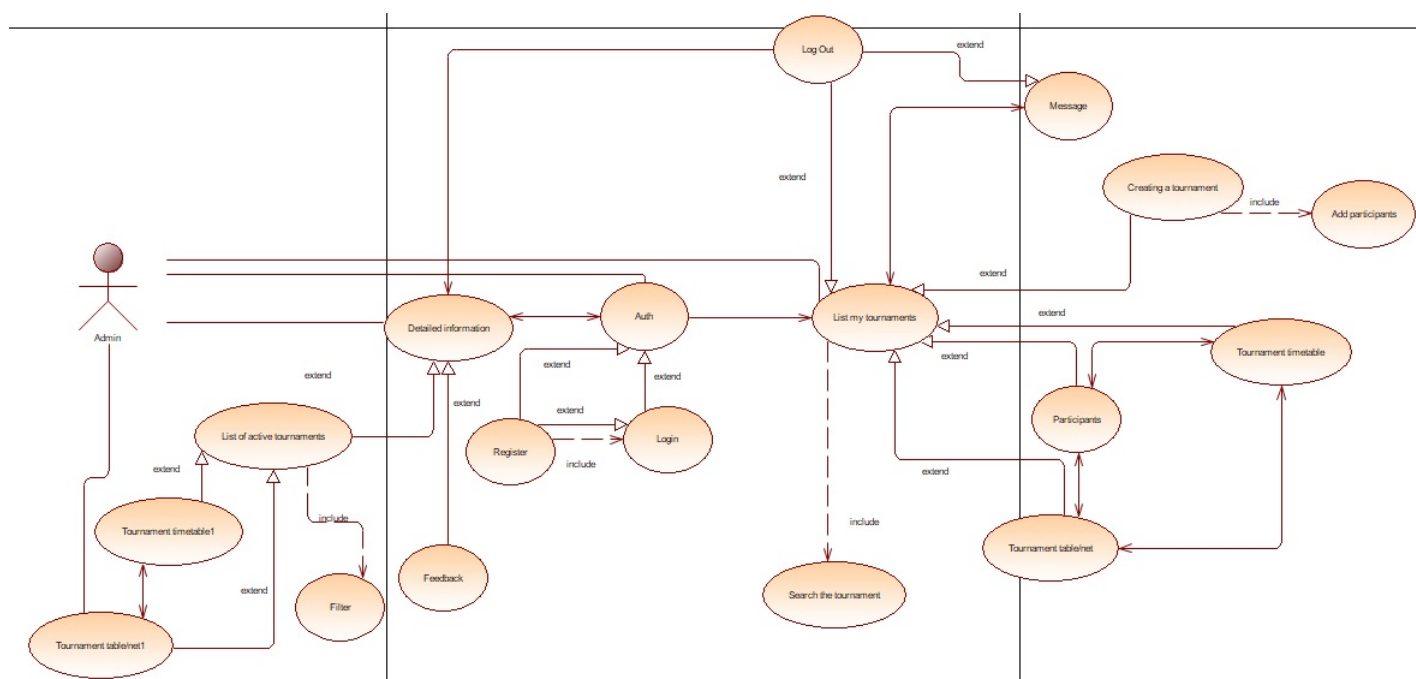 Log Out
extend
Message
extend
Creating a tournament
include
Add participants
extend
Admin
Detailed information
Auth
List my tournaments
extend
Tournament timetable
extend
extend
extend
extend
extend
List of active tournaments
extend
Participants
Register
Login
include
extend
extend
Tournament timetable1
include
include
Tournament table/net
Feedback
extend
Filter
Search the tournament
Tournament table/net1